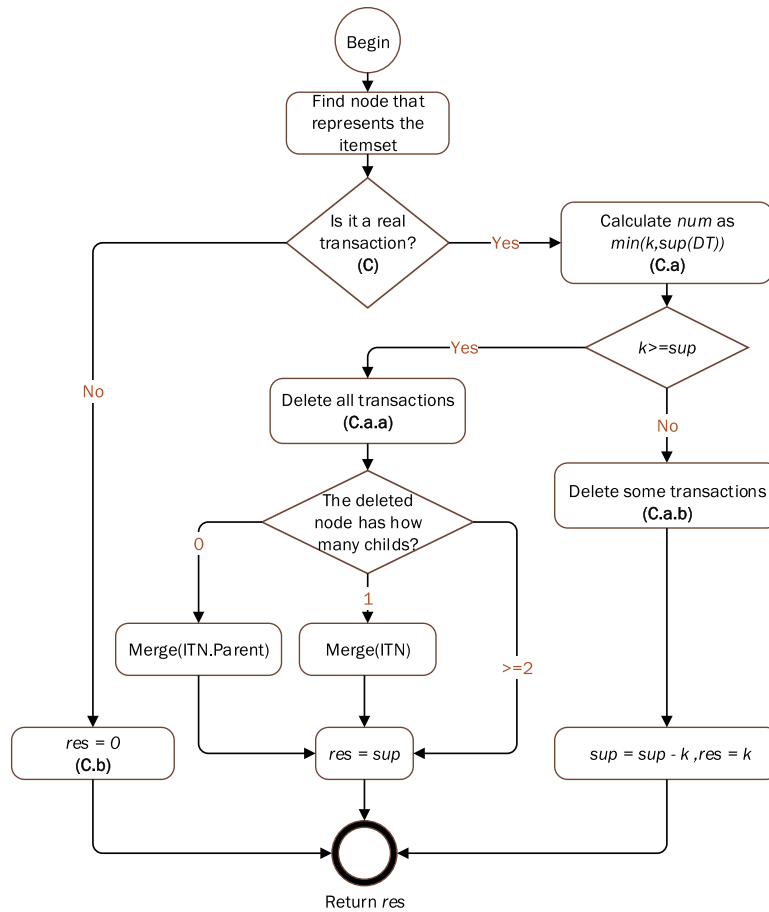 Begin
Find node that
represents the
itemset
Is it a real
transaction?
(C)
Yes
Calculate num as
min(k,sup(DT))
(C.a)
k>=sup
Yes
No
No
Delete all transactions
(C.a.a)
Delete some transactions
(C.a.b)
The deleted
node has how
many childs?
0
1
>=2
Merge(ITN.Parent)
Merge(ITN)
res = 0
(C.b)
res = sup
sup = sup - k ,res = k
Return res